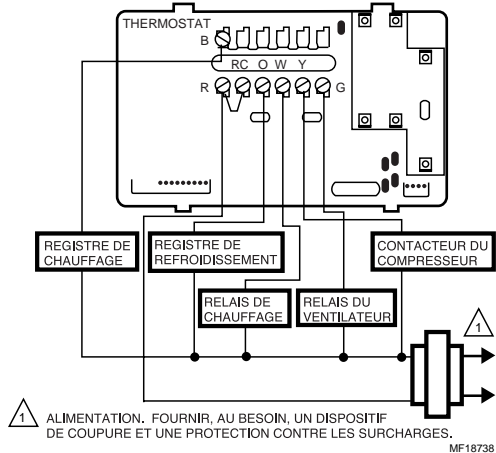 THERMOSTAT
B
RC O W Y
R
G
REGISTRE DE
CHAUFFAGE
REGISTRE DE
REFROIDISSEMENT
CONTACTEUR DU
COMPRESSEUR
RELAIS DE
CHAUFFAGE
RELAIS DU
VENTILATEUR
1
1 ALIMENTATION. FOURNIR, AU BESOIN, UN DISPOSITIF
DE COUPURE ET UNE PROTECTION CONTRE LES SURCHARGES.
MF18738